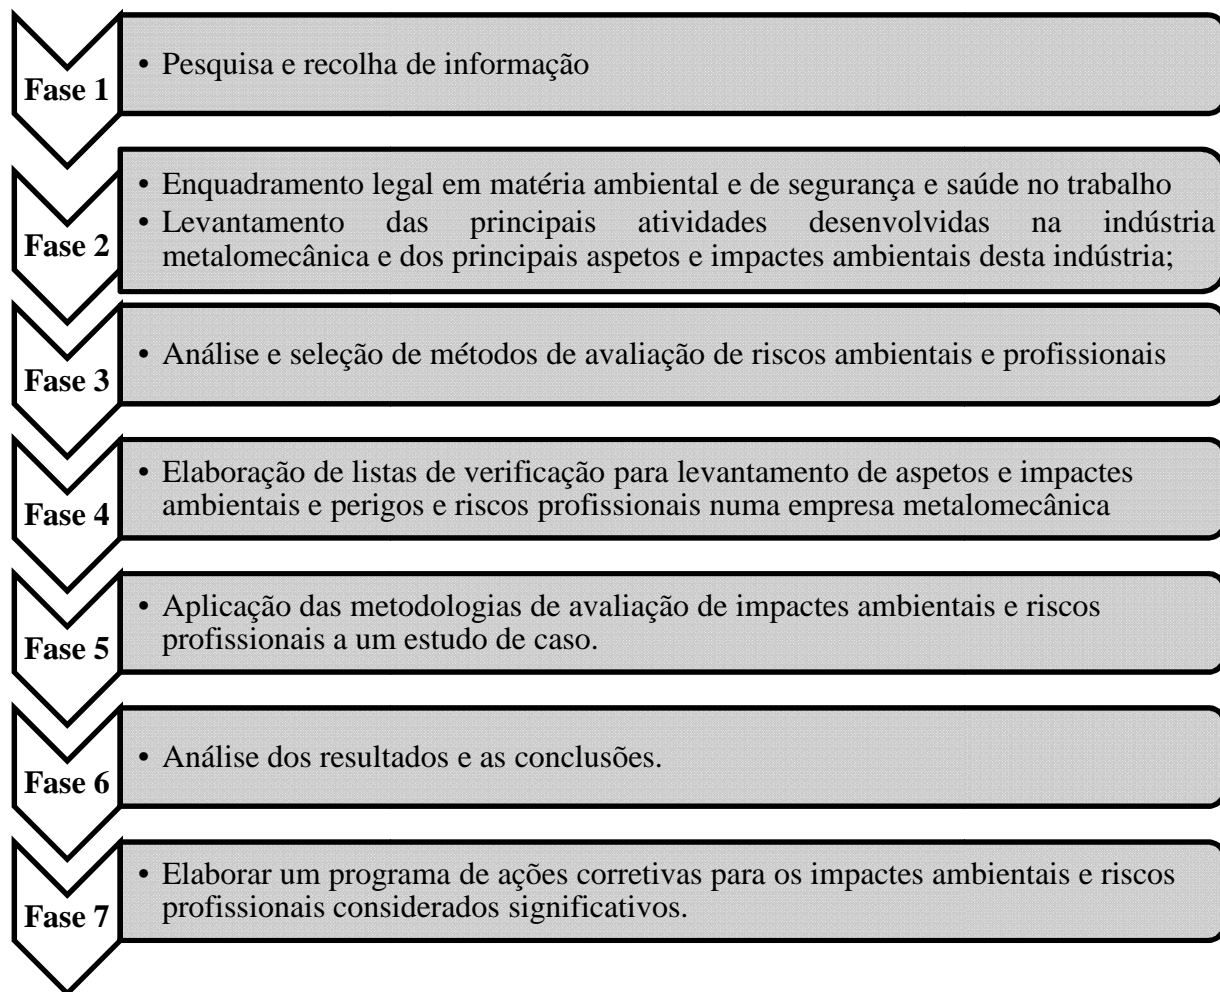 Fase 1
• Pesquisa e recolha de informação
Fase 2
• Enquadramento legal em matéria ambiental e de segurança e saúde no trabalho
• Levantamento das principais atividades desenvolvidas na indústria
metalomecânica e dos principais aspetos e impactes ambientais desta indústria;
Fase 3
• Análise e seleção de métodos de avaliação de riscos ambientais e profissionais
Fase 4
• Elaboração de listas de verificação para levantamento de aspetos e impactes
ambientais e perigos e riscos profissionais numa empresa metalomecânica
Fase 5
• Aplicação das metodologias de avaliação de impactes ambientais e riscos
profissionais a um estudo de caso.
Fase 6
• Análise dos resultados e as conclusões.
Fase 7
• Elaborar um programa de ações corretivas para os impactes ambientais e riscos
profissionais considerados significativos.